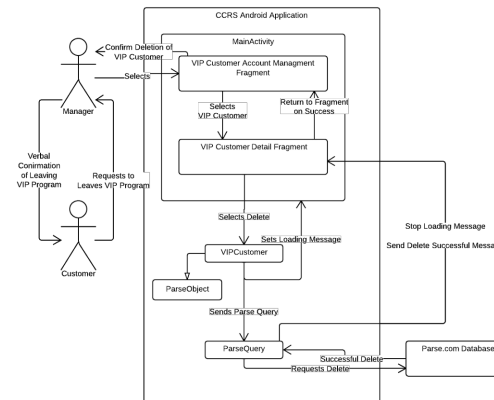 CCRS Android Application
MainActivity
Confirm Deletion of
VIP Customer
VIP Customer Account Managment
Fragment
Selects
Manager
Selects
VIP Customer
Return to Fragment
on Success
VIP Customer Detail Fragment
Verbal
Conirmation
of Leaving
VIP Program
Requests to
Leaves VIP Program
Customer
Selects Delete
Sets Loading Message
Stop Loading Message
Send Delete Successful Messa
VIPCustomer
ParseObject
Sends Parse Query
ParseQuery
Successful Delete
Requests Delete
Parse.com Database